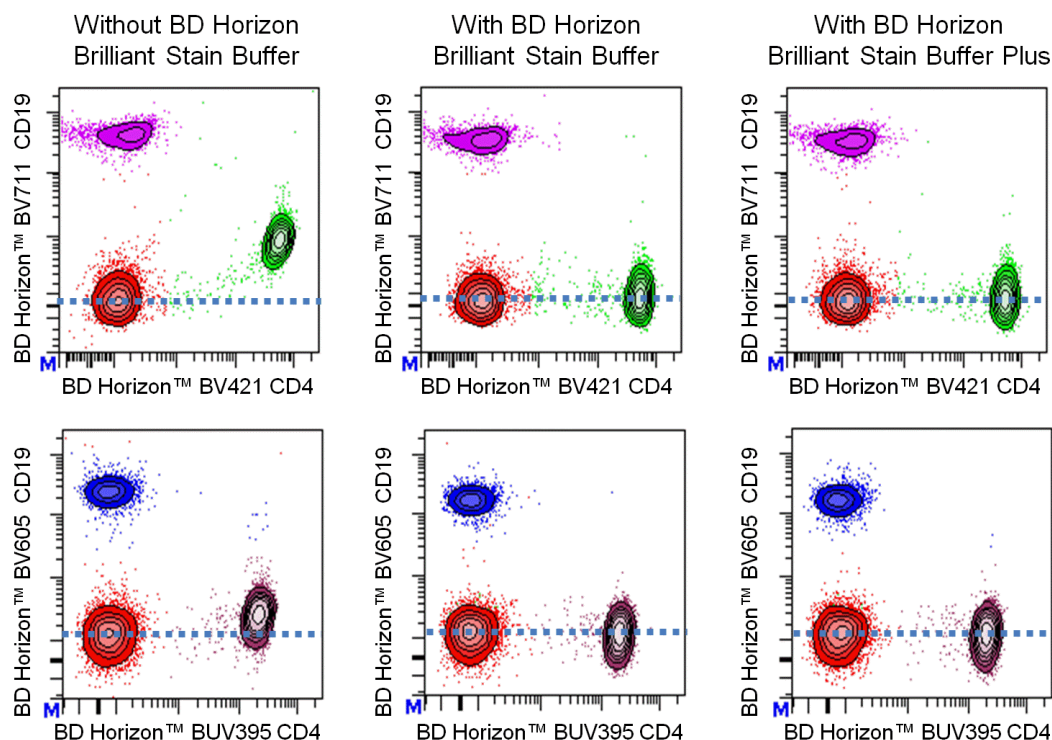 Without BD Horizon
Brilliant Stain Buffer
With BD Horizon
Brilliant Stain Buffer
With BD Horizon
Brilliant Stain Buffer Plus
BD Horizon™ BV711 CD19
M
BD Horizon™ BV421 CD4
BD Horizon™ BV711 CD19
M
BD Horizon™ BV421 CD4
BD Horizon™ BV711 CD19
M
BD Horizon™ BV421 CD4
BD Horizon™ BV605 CD19
M
BD Horizon™ BUV395 CD4
BD Horizon™ BV605 CD19
M
BD Horizon™ BUV395 CD4
BD Horizon™ BV605 CD19
M
BD Horizon™ BUV395 CD4